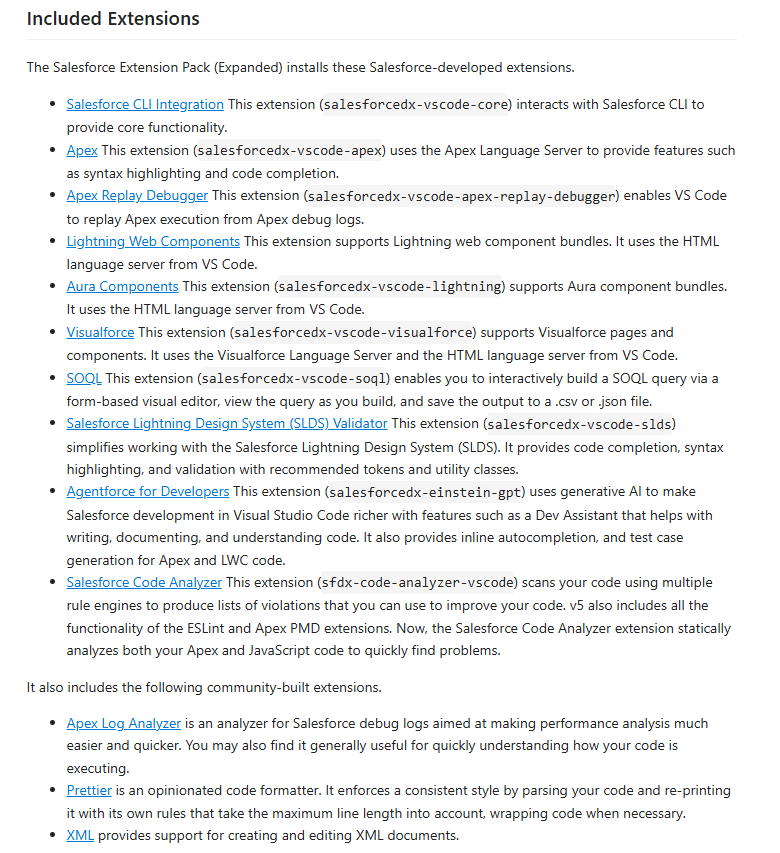 Included Extensions
The Salesforce Extension Pack (Expanded) installs these Salesforce-developed extensions.
• Salesforce CLI Integration This extension (salesforcedx-vscode-core) interacts with Salesforce CLI to
provide core functionality.
• Apex This extension (salesforcedx-vscode-apex) uses the Apex Language Server to provide features such
as syntax highlighting and code completion.
• Apex Replay Debugger This extension (salesforcedx-vscode-apex-replay-debugger) enables VS Code
to replay Apex execution from Apex debug logs.
• Lightning Web Components This extension supports Lightning web component bundles. It uses the HTML
language server from VS Code.
• Aura Components This extension (salesforcedx-vscode-lightning) supports Aura component bundles.
It uses the HTML language server from VS Code.
• Visualforce This extension (salesforcedx-vscode-visualforce) supports Visualforce pages and
components. It uses the Visualforce Language Server and the HTML language server from VS Code.
• SOQL This extension (salesforcedx-vscode-soql) enables you to interactively build a SOQL query via a
form-based visual editor, view the query as you build, and save the output to a .csv or .json file.
• Salesforce Lightning Design System (SLDS) Validator This extension (salesforcedx-vscode-slds)
simplifies working with the Salesforce Lightning Design System (SLDS). It provides code completion, syntax
highlighting, and validation with recommended tokens and utility classes.
• Agentforce for Developers This extension (salesforcedx-einstein-gpt) uses generative AI to make
Salesforce development in Visual Studio Code richer with features such as a Dev Assistant that helps with
writing, documenting, and understanding code. It also provides inline autocompletion, and test case
generation for Apex and LWC code.
• Salesforce Code Analyzer This extension (sfdx-code-analyzer-vscode) scans your code using multiple
rule engines to produce lists of violations that you can use to improve your code. v5 also includes all the
functionality of the ESLint and Apex PMD extensions. Now, the Salesforce Code Analyzer extension statically
analyzes both your Apex and JavaScript code to quickly find problems.
It also includes the following community-built extensions.
• Apex Log Analyzer is an analyzer for Salesforce debug logs aimed at making performance analysis much
easier and quicker. You may also find it generally useful for quickly understanding how your code is
executing.
• Prettier is an opinionated code formatter. It enforces a consistent style by parsing your code and re-printing
it with its own rules that take the maximum line length into account, wrapping code when necessary.
• XML provides support for creating and editing XML documents.